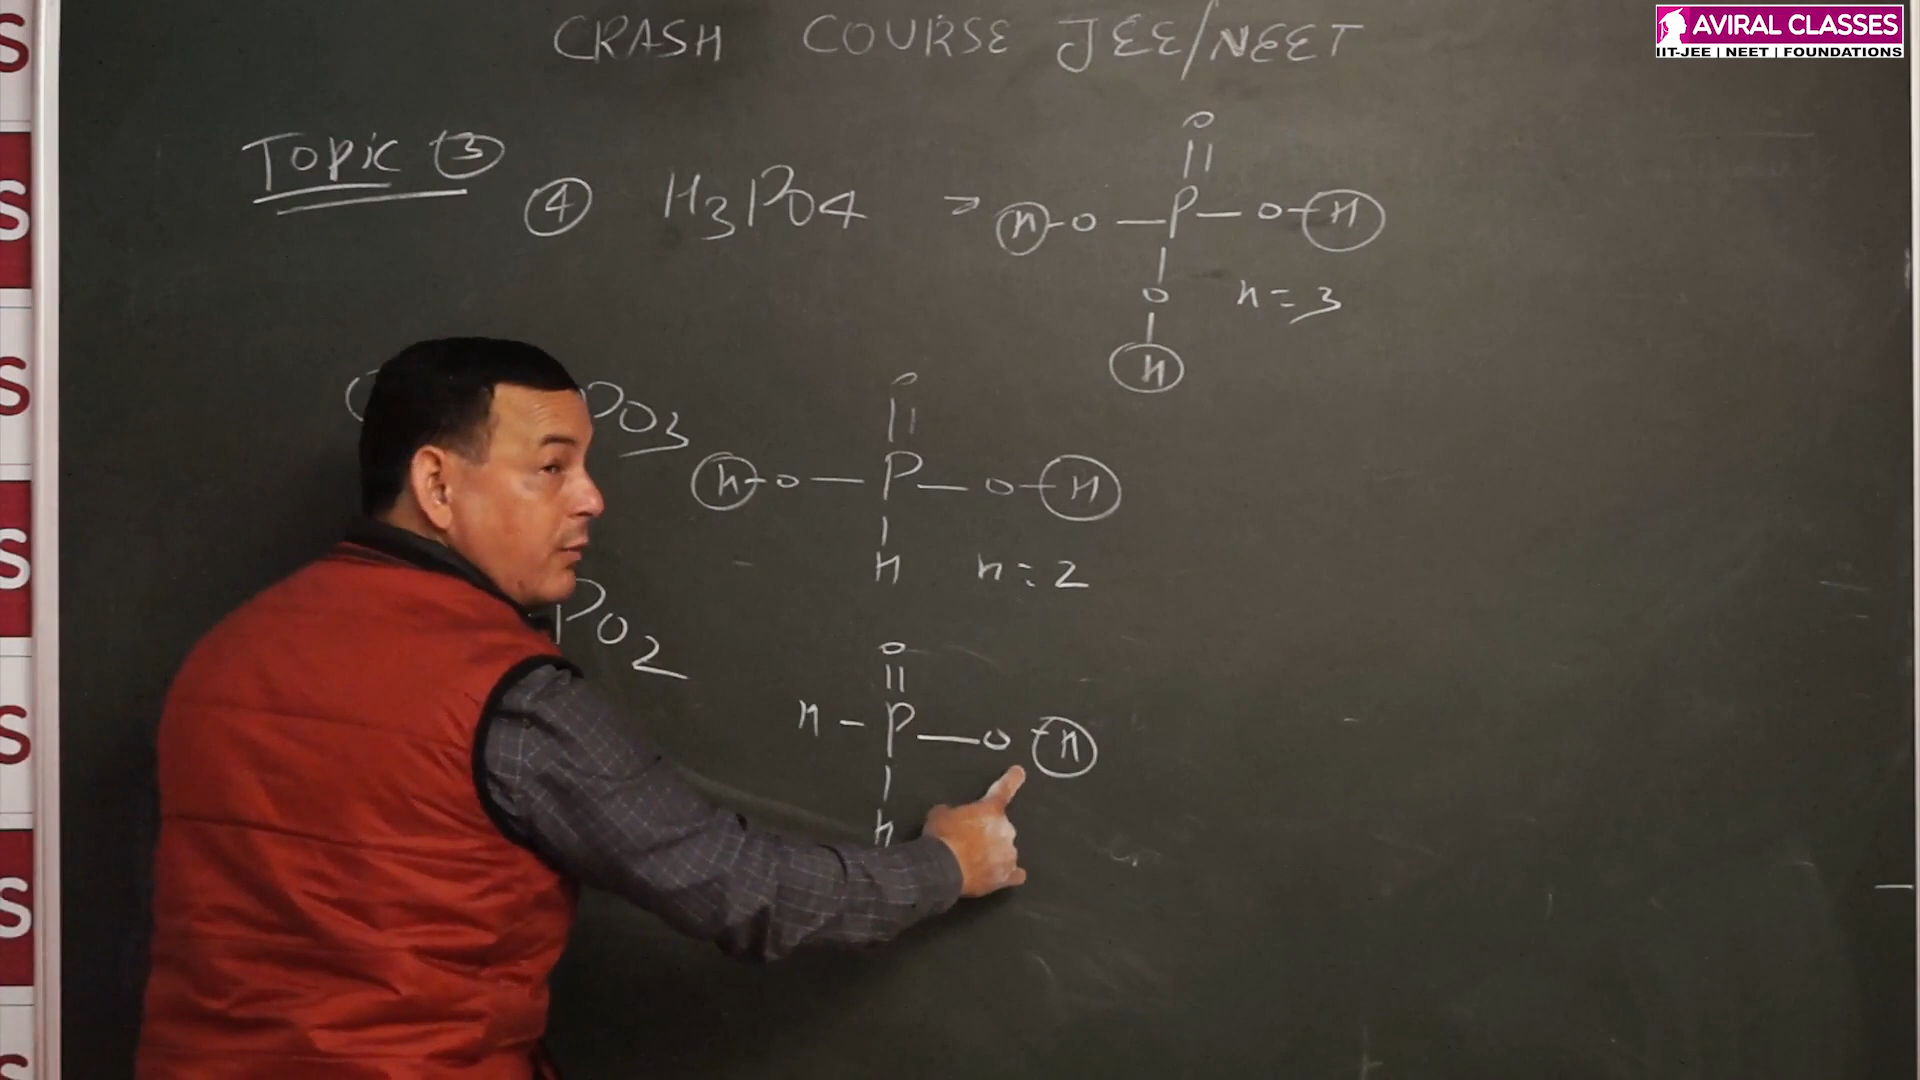 CRASH COURSE JEE/NEET
AVIRAL CLASSES
IIT-JEE | NEET | FOUNDATIONS
Topic 3
4 H3PO4 O
||
H-O — P — O-H
|
O n=3
|
H
PO3 O
||
H-O — P — O-H
|
H n=2
PO2 O
||
H - P — O - H
|
H
S
S
S
S
S
S
S